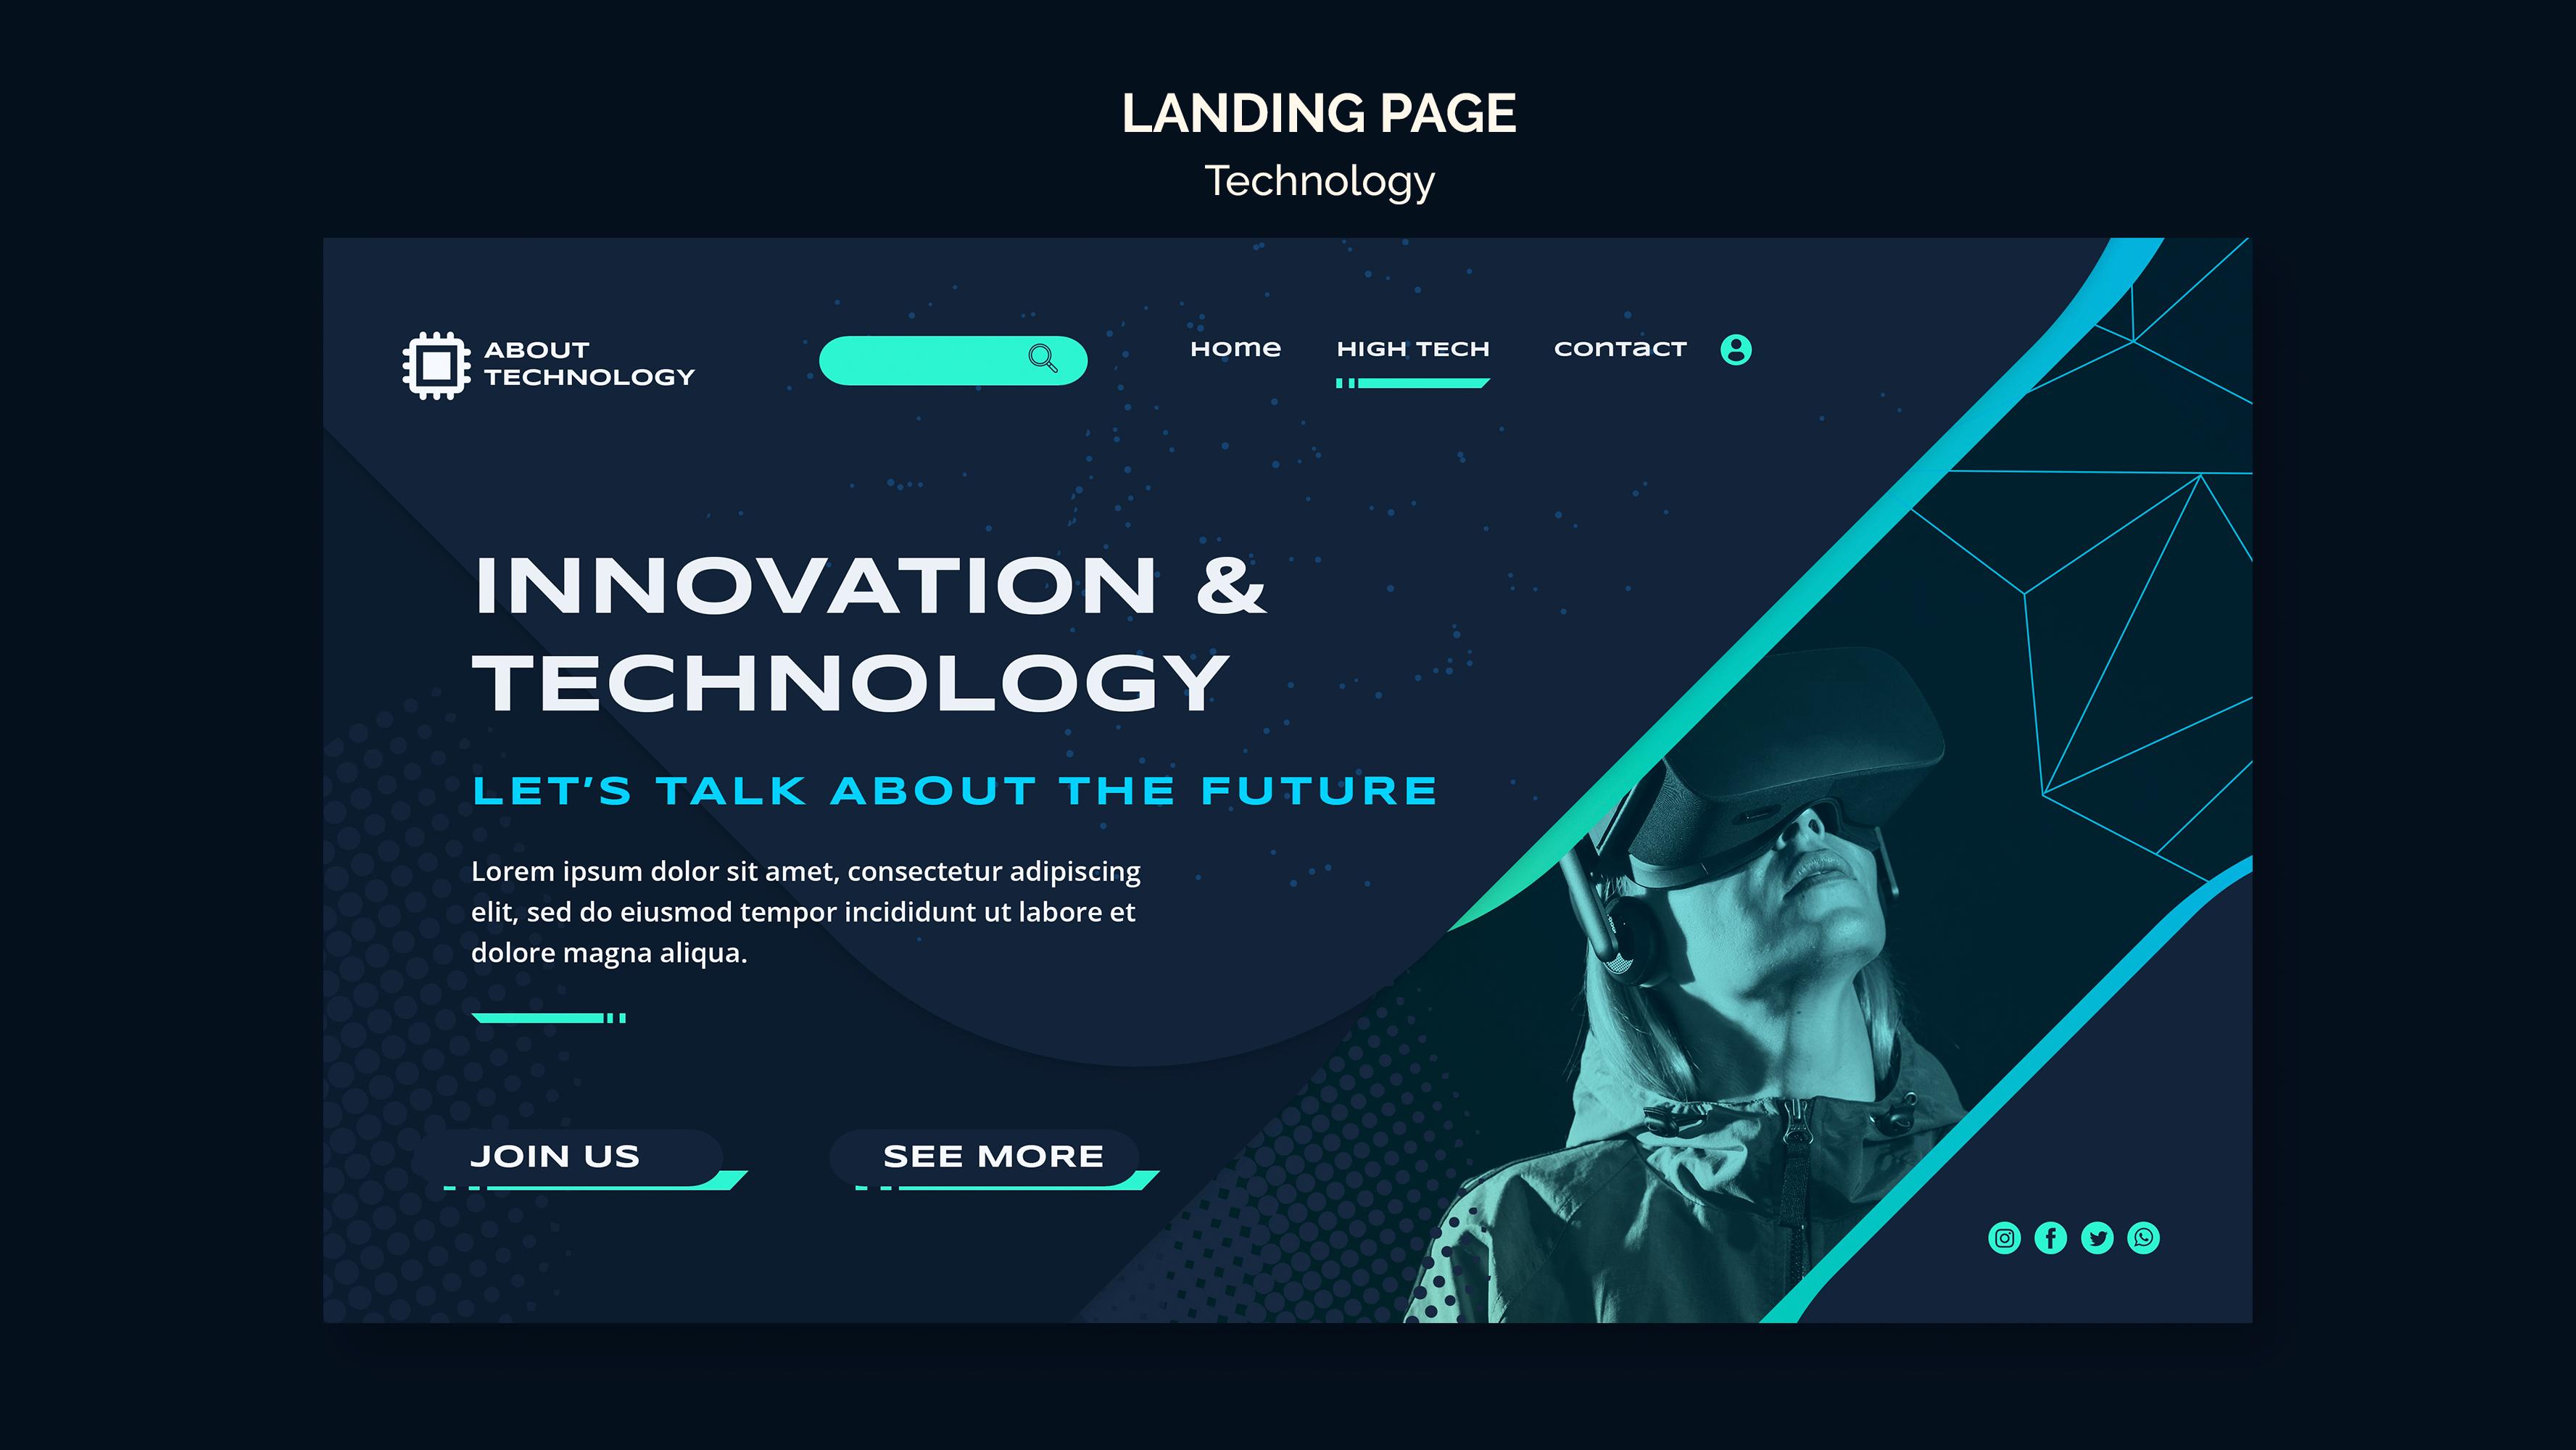 LANDING PAGE
Technology
ABOUT
TECHNOLOGY
Home
HIGH TECH
CONTACT
INNOVATION &
TECHNOLOGY
LET'S TALK ABOUT THE FUTURE
Lorem ipsum dolor sit amet, consectetur adipiscing
elit, sed do eiusmod tempor incididunt ut labore et
dolore magna aliqua.
JOIN US
SEE MORE